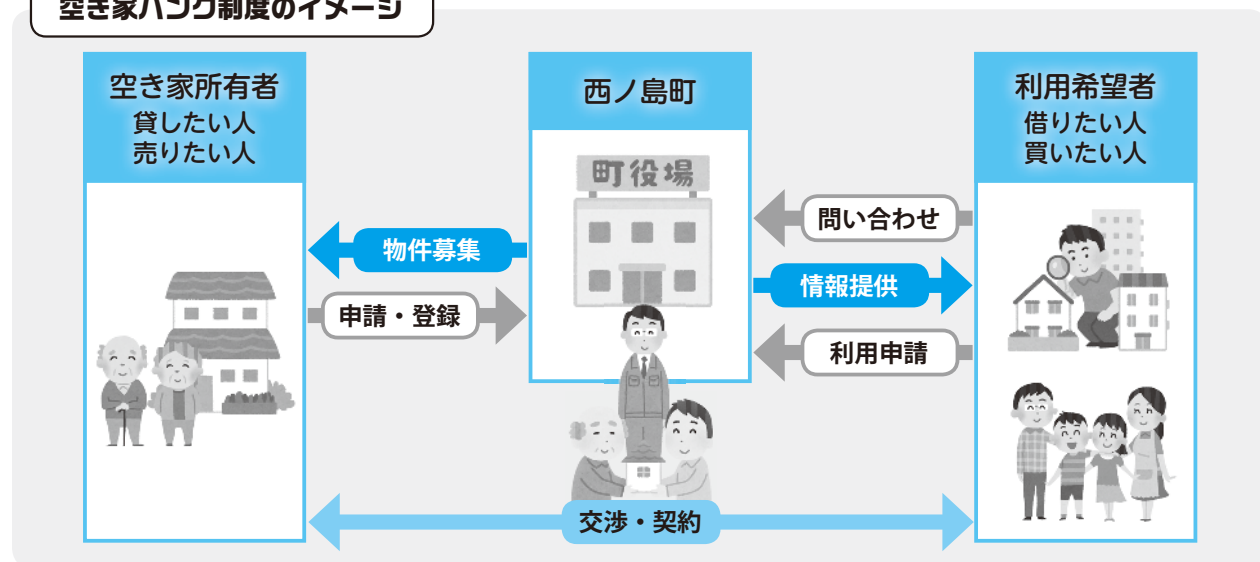 空き家バンク制度のイメージ
空き家所有者
貸したい人
売りたい人
西ノ島町
町役場
利用希望者
借りたい人
買いたい人
物件募集
申請・登録
問い合わせ
情報提供
利用申請
交渉・契約